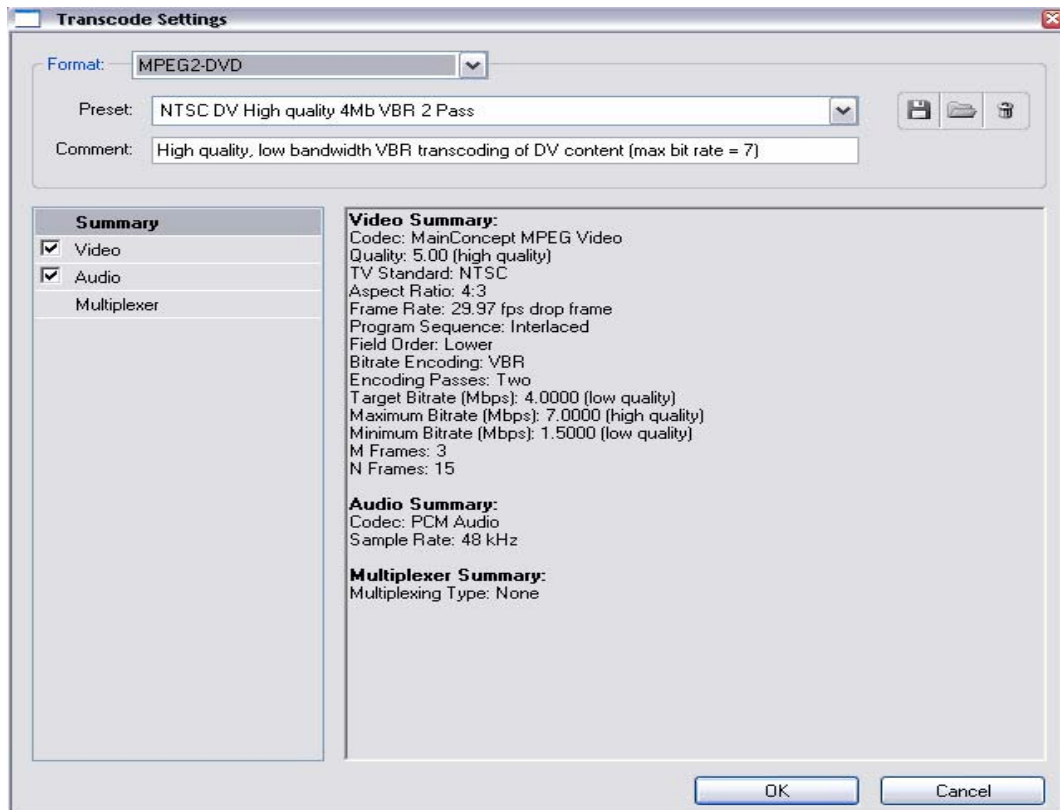 Transcode Settings
Format: MPEG2-DVD
Preset: NTSC DV High quality 4Mb VBR 2 Pass
Comment: High quality, low bandwidth VBR transcoding of DV content (max bit rate = 7)
Summary
Video
Audio
Multiplexer
Video Summary:
Codec: MainConcept MPEG Video
Quality: 5.00 (high quality)
TV Standard: NTSC
Aspect Ratio: 4:3
Frame Rate: 29.97 fps drop frame
Program Sequence: Interlaced
Field Order: Lower
Bitrate Encoding: VBR
Encoding Passes: Two
Target Bitrate (Mbps): 4.0000 (low quality)
Maximum Bitrate (Mbps): 7.0000 (high quality)
Minimum Bitrate (Mbps): 1.5000 (low quality)
M Frames: 3
N Frames: 15
Audio Summary:
Codec: PCM Audio
Sample Rate: 48 kHz
Multiplexer Summary:
Multiplexing Type: None
OK
Cancel